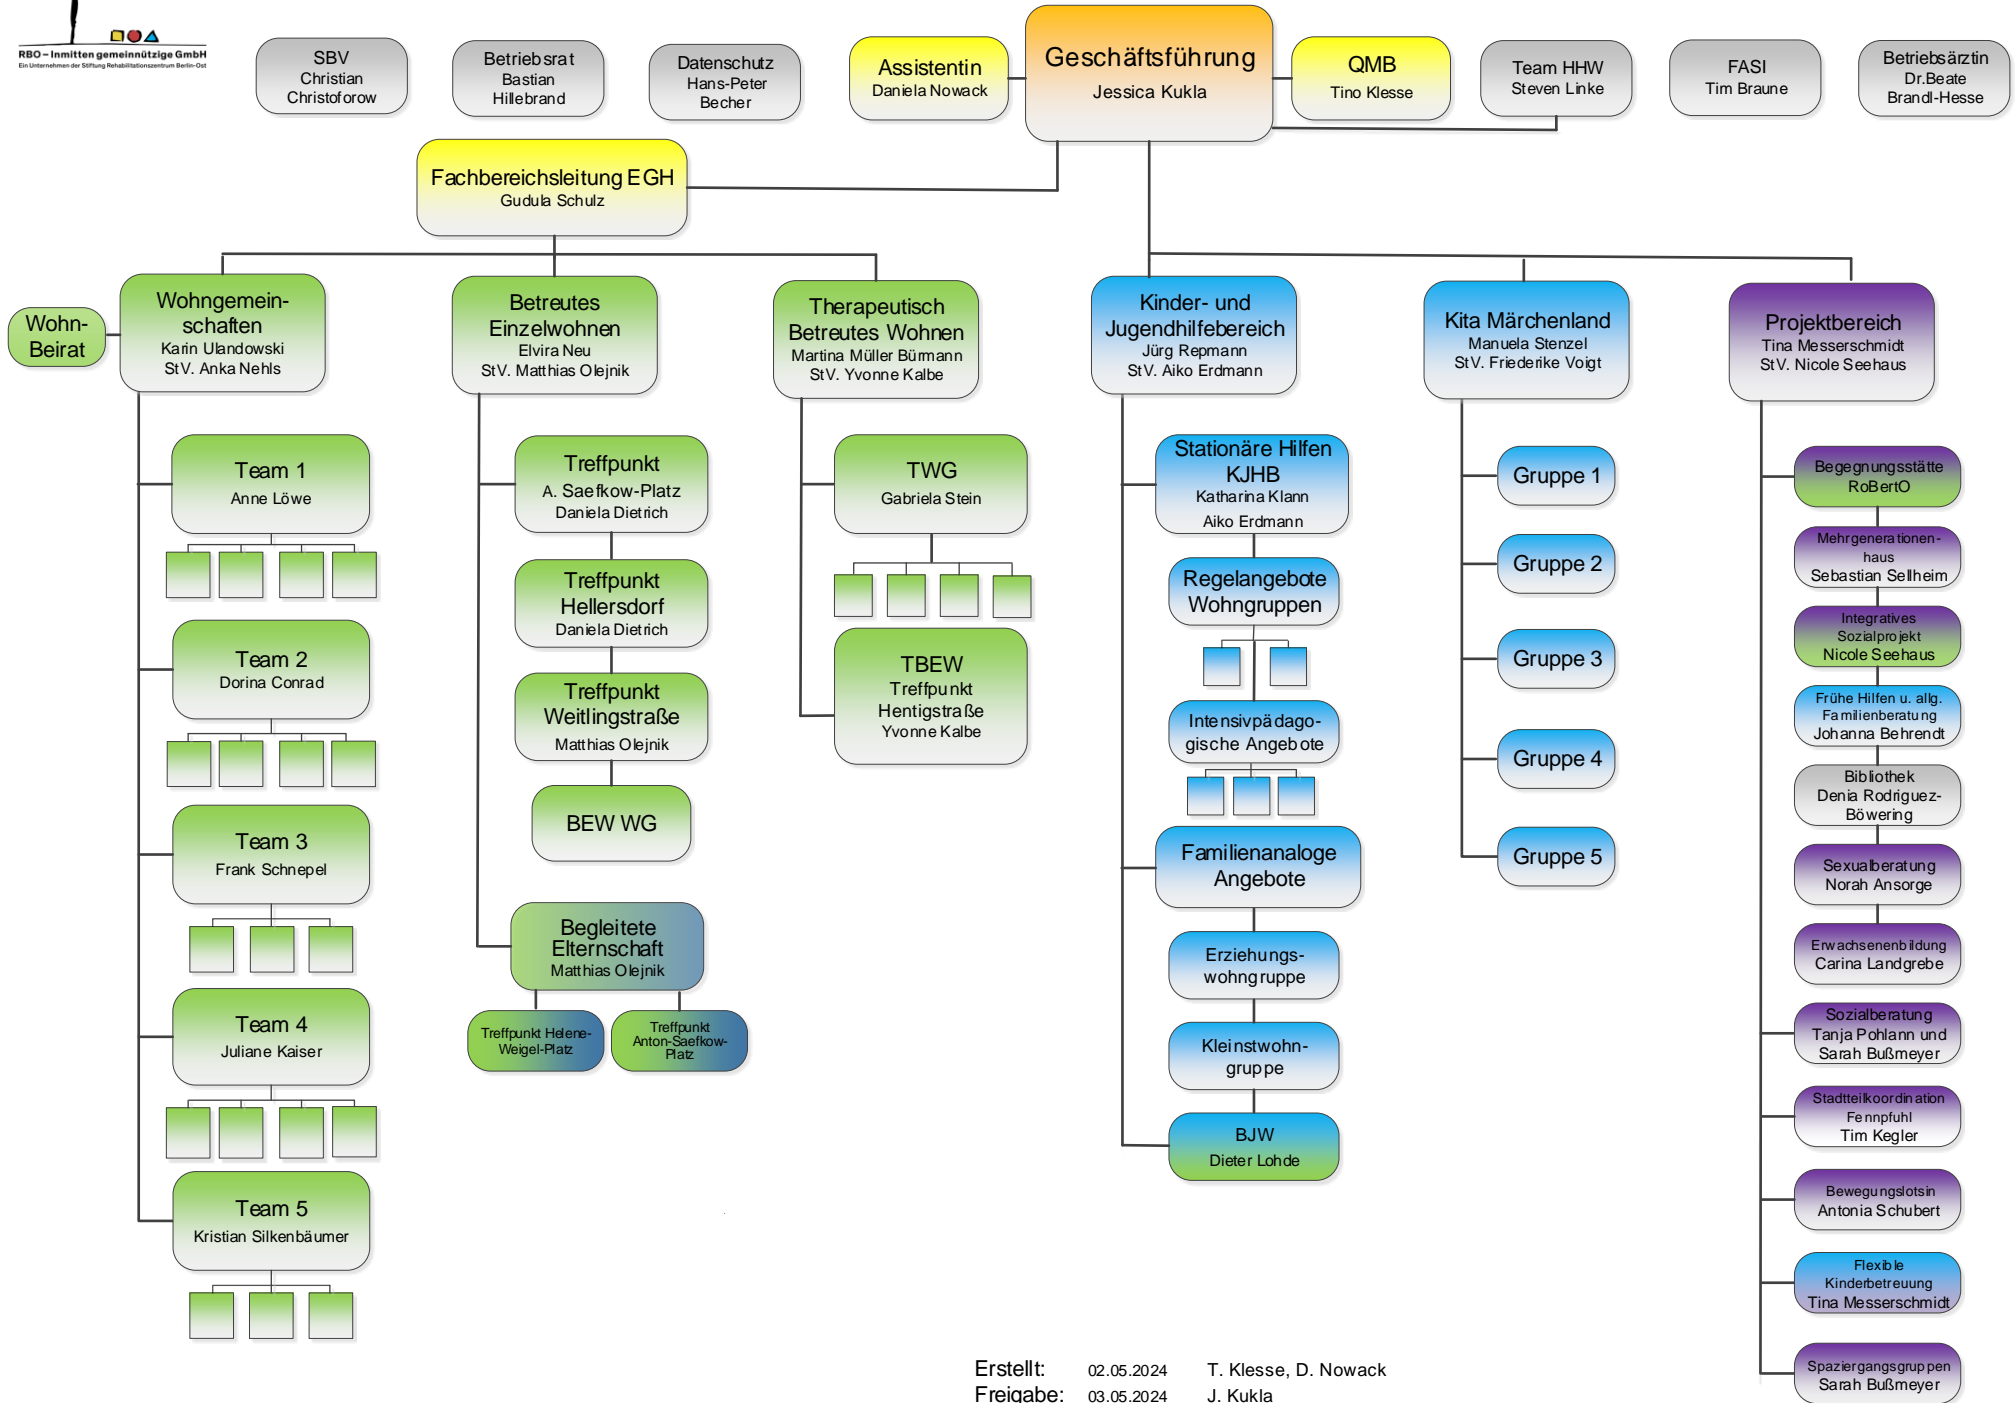 RBO – Inmitten gemeinnützige GmbH
Ein Unternehmen der Stiftung Rehabilitationszentrum Berlin-Ost
SBV
Christian
Christoforow
Betriebsrat
Bastian
Hillebrand
Datenschutz
Hans-Peter
Becher
Assistentin
Daniela Nowack
Geschäftsführung
Jessica Kukla
QMB
Tino Klesse
Team HHW
Steven Linke
FASI
Tim Braune
Betriebsärztin
Dr.Beate
Brandl-Hesse
Fachbereichsleitung EGH
Gudula Schulz
Wohn-
Beirat
Wohngemein-
schaften
Karin Ulandowski
StV. Anka Nehls
Betreutes
Einzelwohnen
Elvira Neu
StV. Matthias Olejnik
Therapeutisch
Betreutes Wohnen
Martina Müller Bürmann
StV. Yvonne Kalbe
Kinder- und
Jugendhilfebereich
Jürg Repmann
StV. Aiko Erdmann
Kita Märchenland
Manuela Stenzel
StV. Friederike Voigt
Projektbereich
Tina Messerschmidt
StV. Nicole Seehaus
Team 1
Anne Löwe
Team 2
Dorina Conrad
Team 3
Frank Schnepel
Team 4
Juliane Kaiser
Team 5
Kristian Silkenbäumer
Treffpunkt
A. Saefkow-Platz
Daniela Dietrich
Treffpunkt
Hellersdorf
Daniela Dietrich
Treffpunkt
Weitlingstraße
Matthias Olejnik
BEW WG
Begleitete
Elternschaft
Matthias Olejnik
Treffpunkt Helene-
Weigel-Platz
Treffpunkt
Anton-Saefkow-
Platz
TWG
Gabriela Stein
TBEW
Treffpunkt
Hentigstraße
Yvonne Kalbe
Stationäre Hilfen
KJHB
Katharina Klann
Aiko Erdmann
Regelangebote
Wohngruppen
Intensivpädago-
gische Angebote
Familienanaloge
Angebote
Erziehungs-
wohngruppe
Kleinstwohn-
gruppe
BJW
Dieter Lohde
Gruppe 1
Gruppe 2
Gruppe 3
Gruppe 4
Gruppe 5
Begegnungsstätte
RoBertO
Mehrgenerationen-
haus
Sebastian Sellheim
Integratives
Sozialprojekt
Nicole Seehaus
Frühe Hilfen u. allg.
Familienberatung
Johanna Behrendt
Bibliothek
Denia Rodriguez-
Böwering
Sexualberatung
Norah Ansorge
Erwachsenenbildung
Carina Landgrebe
Sozialberatung
Tanja Pohlann und
Sarah Bußmeyer
Stadtteilkoordination
Fennpfuhl
Tim Kegler
Bewegungslotsin
Antonia Schubert
Flexible
Kinderbetreuung
Tina Messerschmidt
Spaziergangsgruppen
Sarah Bußmeyer
Erstellt: 02.05.2024 T. Klesse, D. Nowack
Freigabe: 03.05.2024 J. Kukla